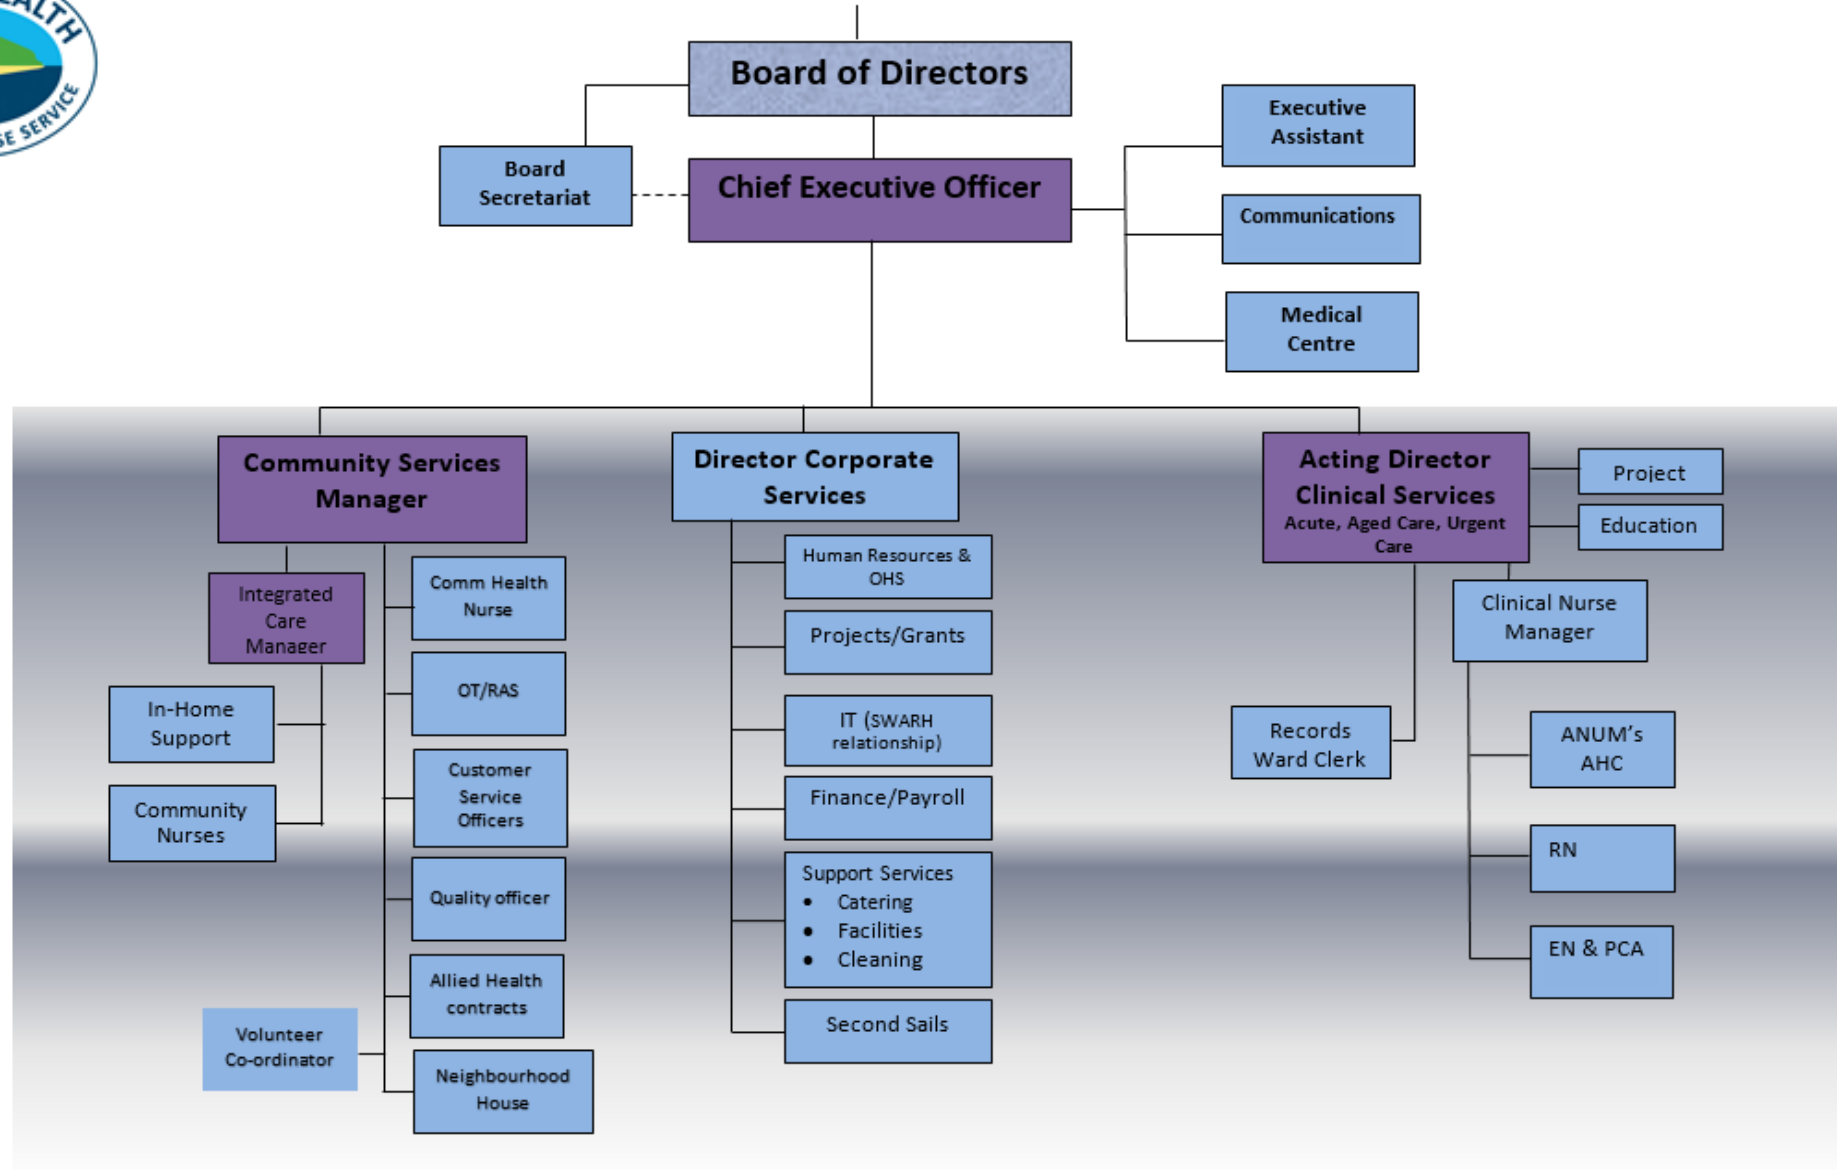 EALTH
SE SERVICE
Board of Directors
Executive
Assistant
Board
Secretariat
Chief Executive Officer
Communications
Medical
Centre
Community Services
Manager
Integrated
Care
Manager
In-Home
Support
Community
Nurses
Comm Health
Nurse
OT/RAS
Customer
Service
Officers
Quality officer
Allied Health
contracts
Volunteer
Co-ordinator
Neighbourhood
House
Director Corporate
Services
Human Resources &
OHS
Projects/Grants
IT (SWARH
relationship)
Finance/Payroll
Support Services
• Catering
• Facilities
• Cleaning
Second Sails
Acting Director
Clinical Services
Acute, Aged Care, Urgent
Care
Project
Education
Clinical Nurse
Manager
Records
Ward Clerk
ANUM’s
AHC
RN
EN & PCA